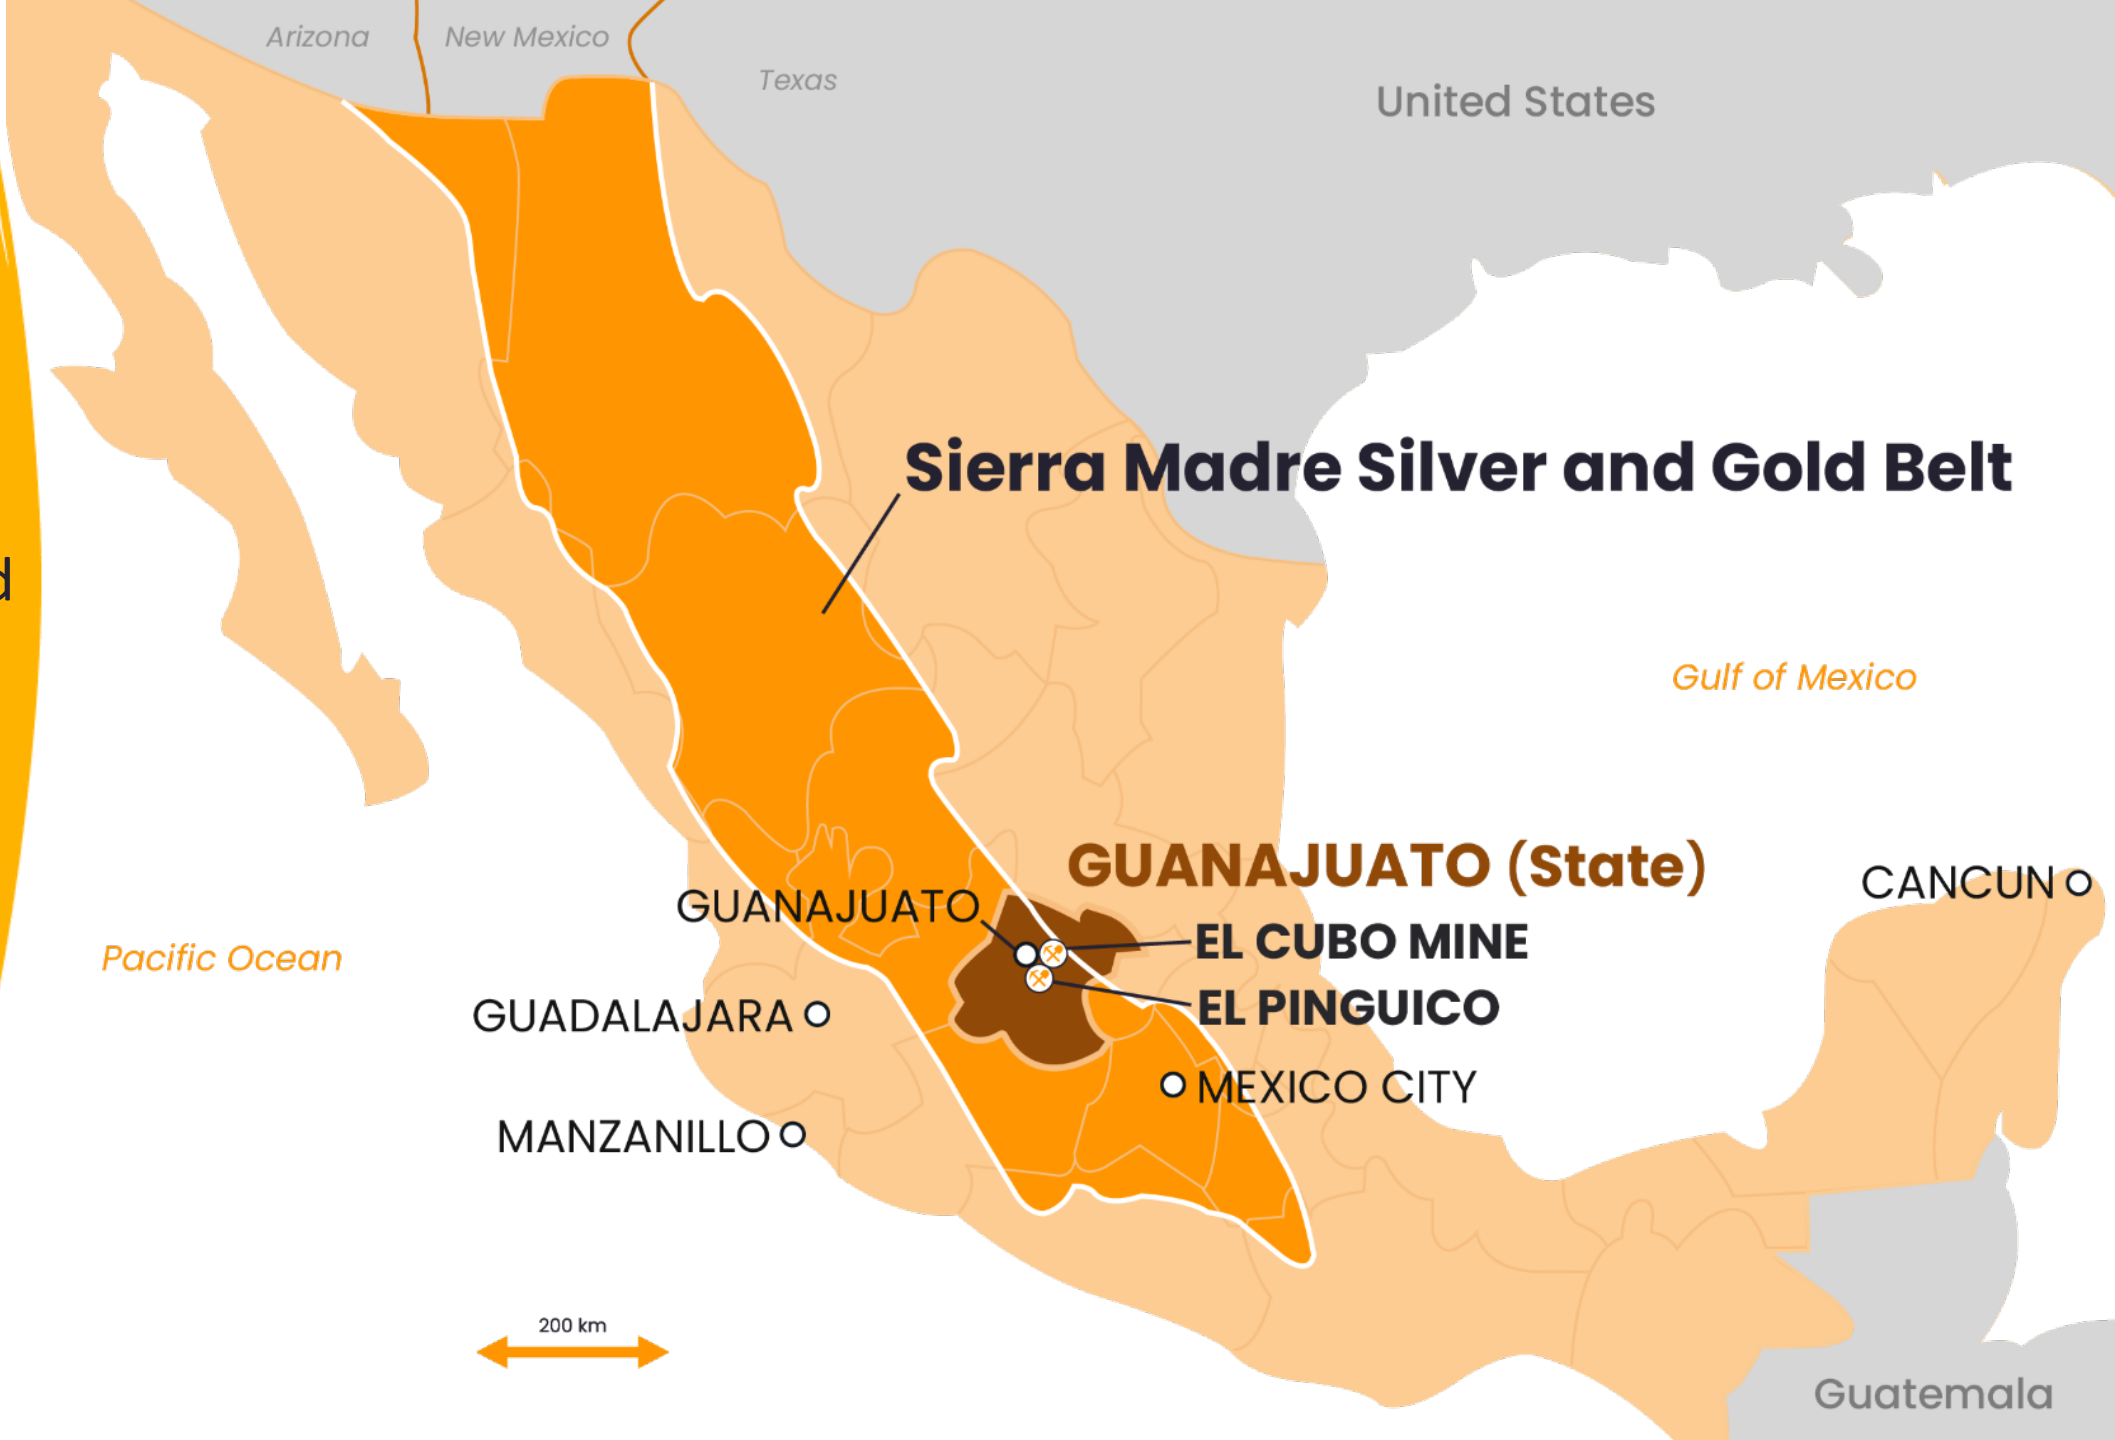 Arizona
New Mexico
Texas
United States
Sierra Madre Silver and Gold Belt
d
Gulf of Mexico
GUANAJUATO (State)
CANCUN
GUANAJUATO
EL CUBO MINE
Pacific Ocean
EL PINGUICO
GUADALAJARA
MEXICO CITY
MANZANILLO
200 km
Guatemala